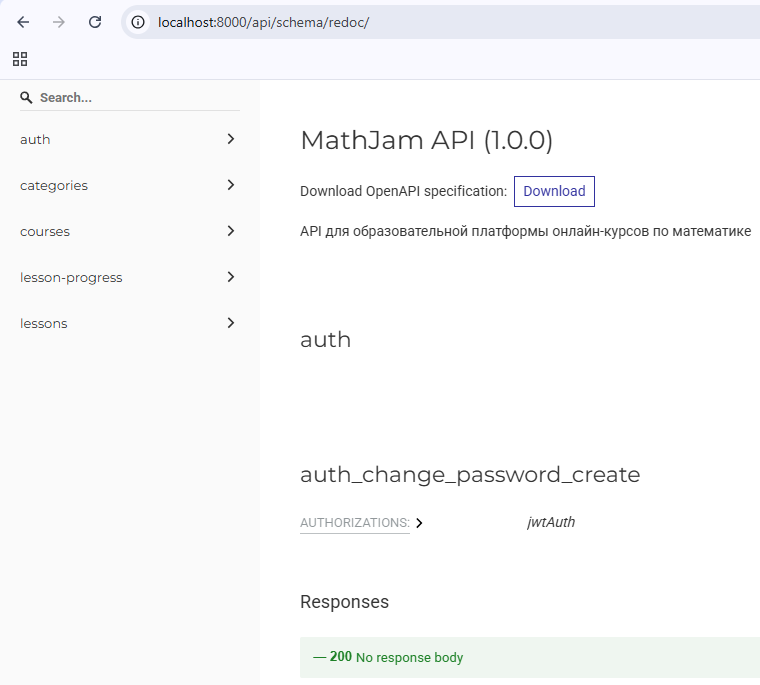 localhost:8000/api/schema/redoc/
Search...
auth
categories
courses
lesson-progress
lessons
MathJam API (1.0.0)
Download OpenAPI specification: Download
API для образовательной платформы онлайн-курсов по математике
auth
auth_change_password_create
AUTHORIZATIONS: jwtAuth
Responses
— 200 No response body